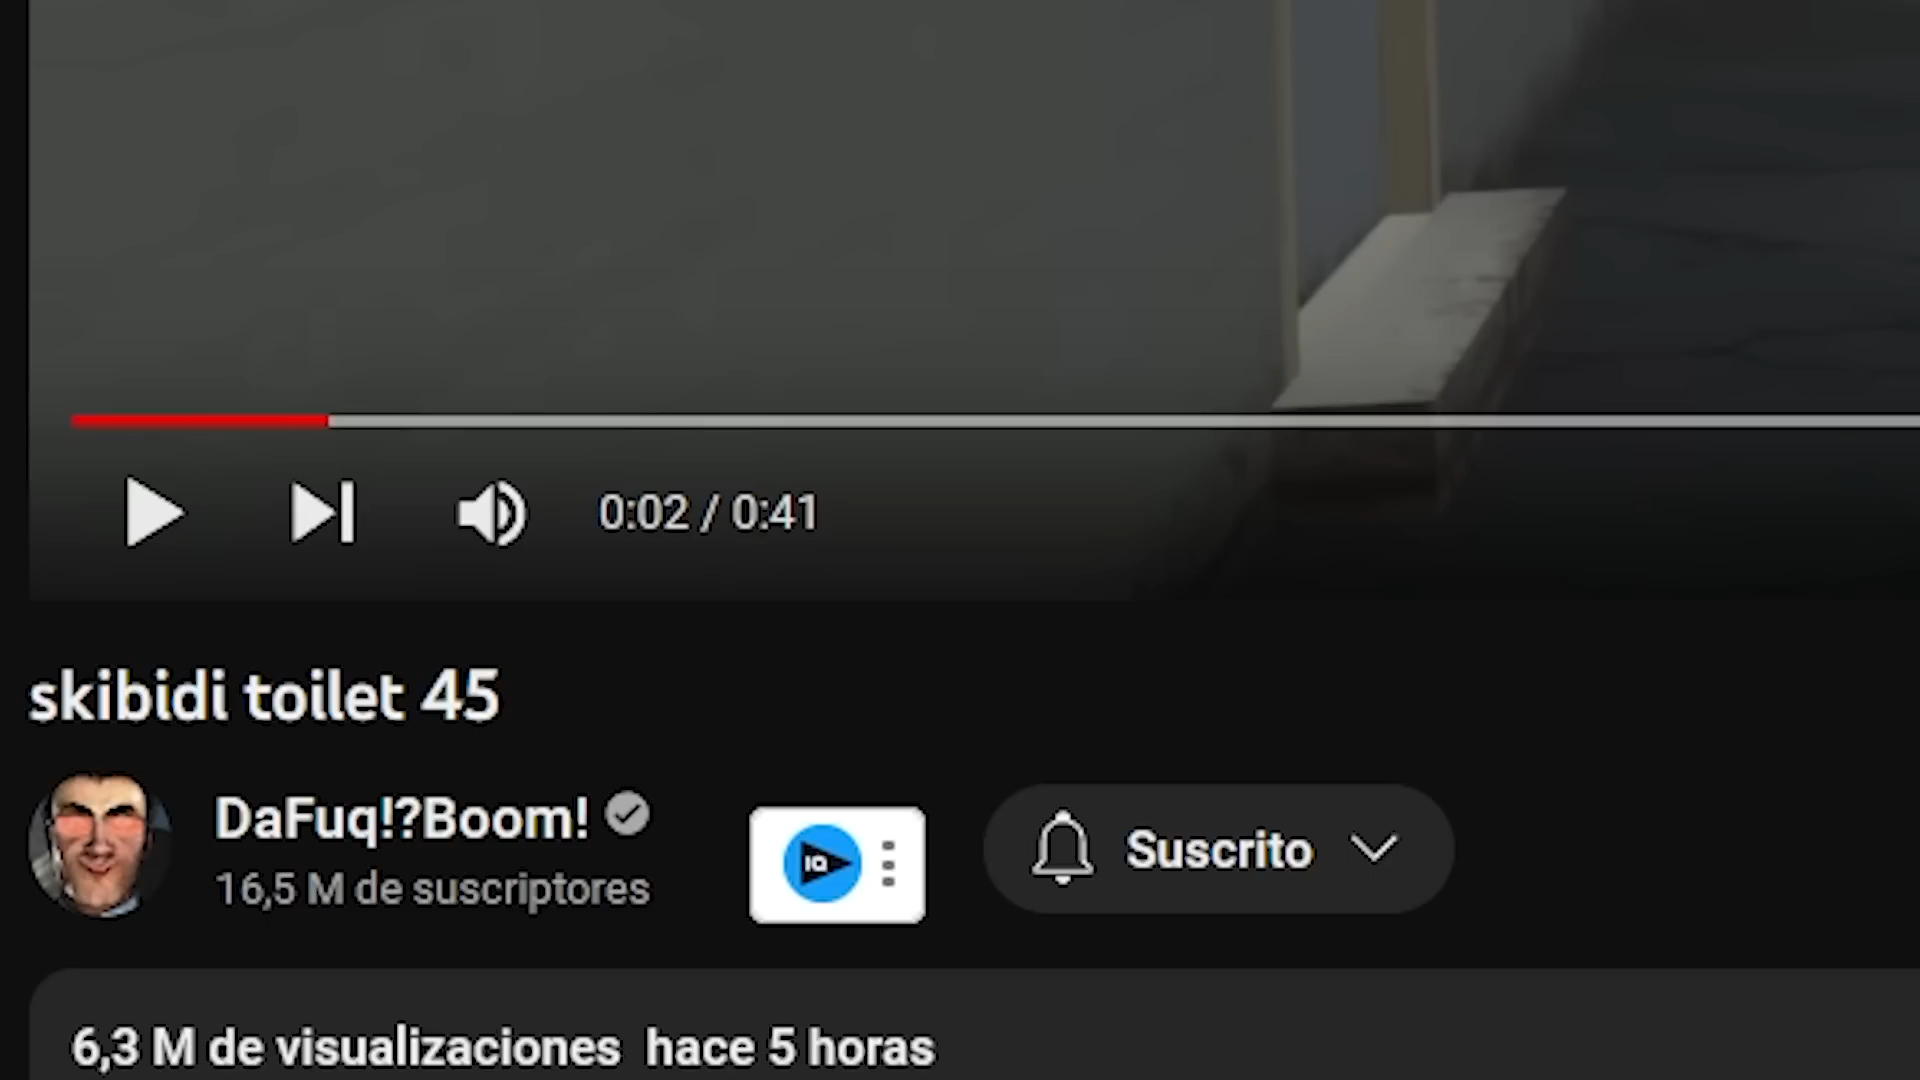 0:02 / 0:41
skibidi toilet 45
DaFuq!?Boom!
16,5 M de suscriptores
IQ
Suscrito
6,3 M de visualizaciones hace 5 horas